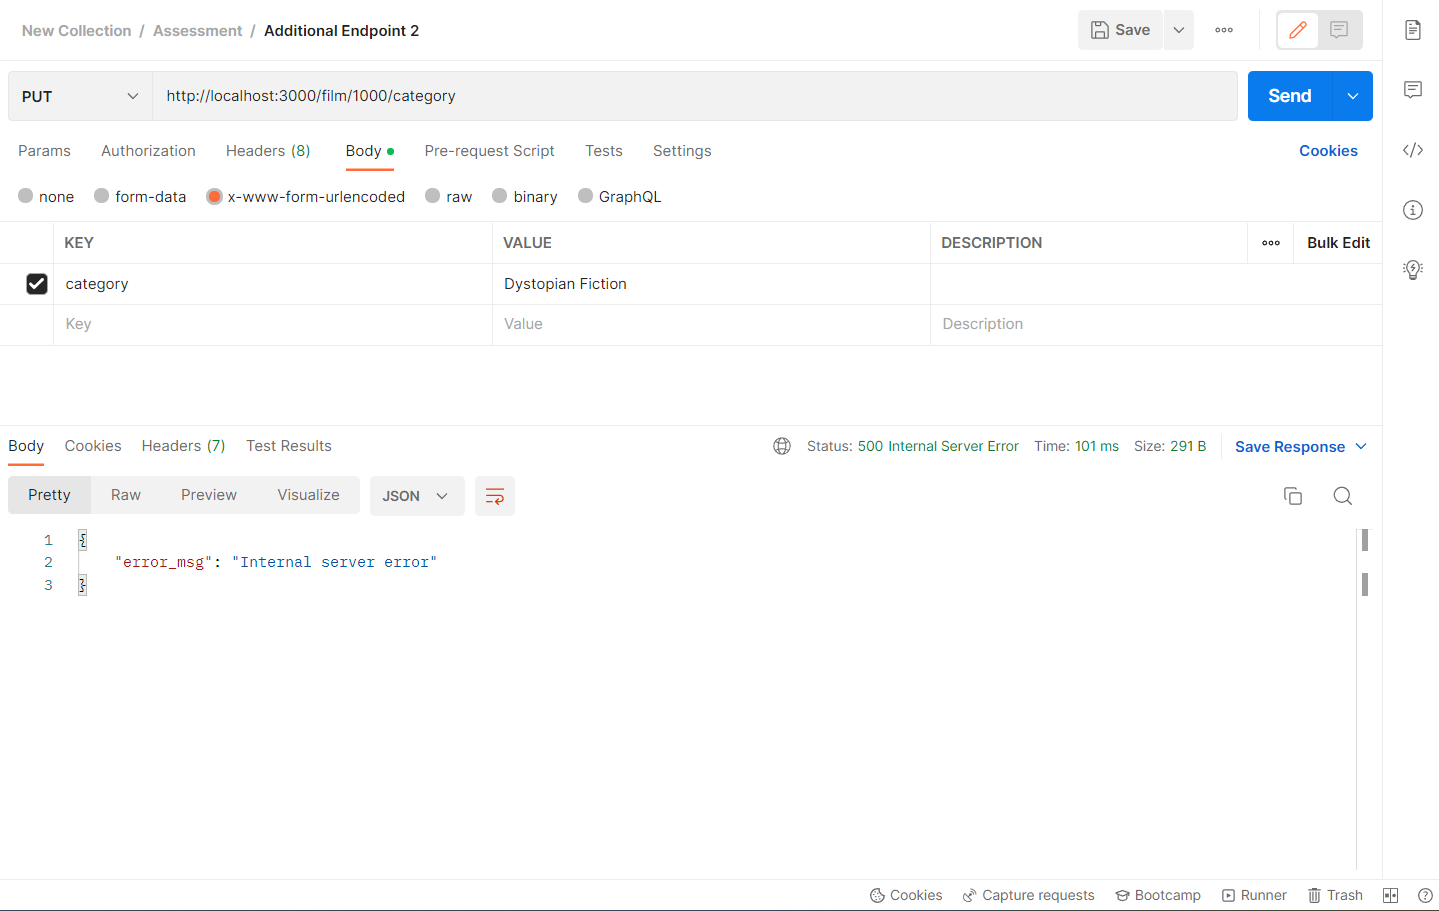 New Collection / Assessment / Additional Endpoint 2
Save
PUT
http://localhost:3000/film/1000/category
Send
Params Authorization Headers (8) Body Pre-request Script Tests Settings Cookies
none form-data x-www-form-urlencoded raw binary GraphQL
KEY VALUE DESCRIPTION Bulk Edit
category Dystopian Fiction
Key Value Description
Body Cookies Headers (7) Test Results Status: 500 Internal Server Error Time: 101 ms Size: 291 B Save Response
Pretty Raw Preview Visualize JSON
1 {
2 "error_msg": "Internal server error"
3 }
Cookies Capture requests Bootcamp Runner Trash